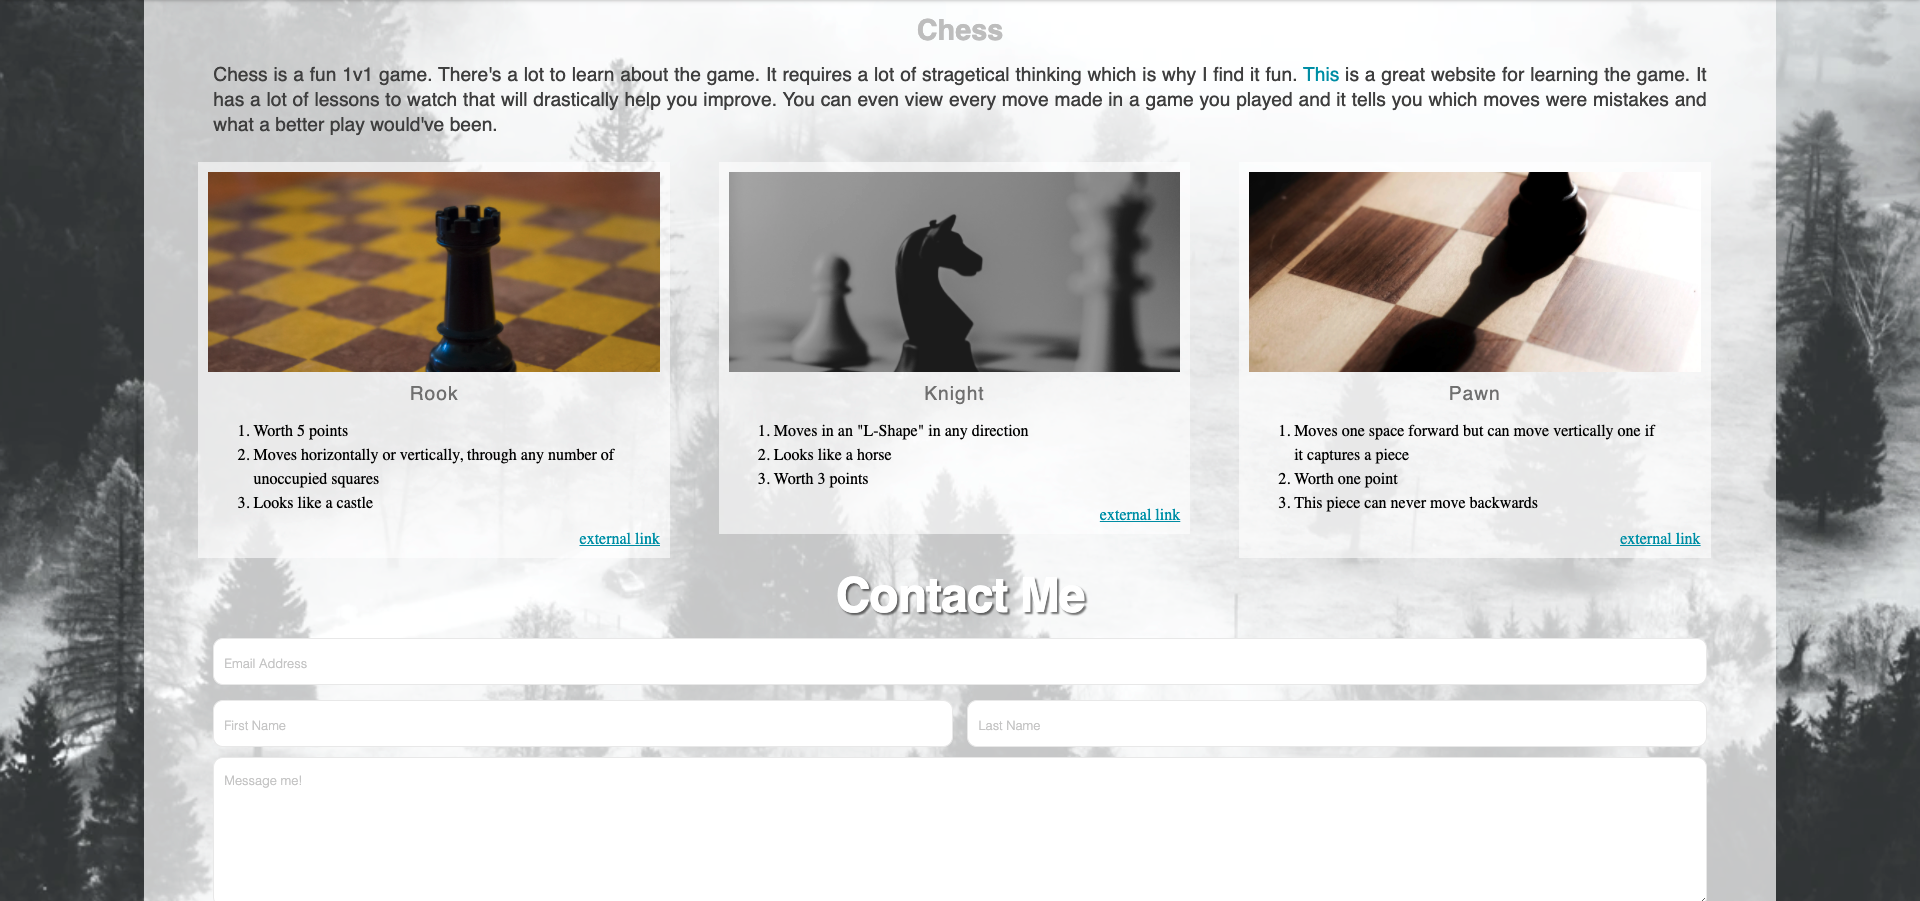 Chess
Chess is a fun 1v1 game. There's a lot to learn about the game. It requires a lot of stragetical thinking which is why I find it fun. This is a great website for learning the game. It
has a lot of lessons to watch that will drastically help you improve. You can even view every move made in a game you played and it tells you which moves were mistakes and
what a better play would've been.
Rook
1. Worth 5 points
2. Moves horizontally or vertically, through any number of
unoccupied squares
3. Looks like a castle
external link
Knight
1. Moves in an "L-Shape" in any direction
2. Looks like a horse
3. Worth 3 points
external link
Pawn
1. Moves one space forward but can move vertically one if
it captures a piece
2. Worth one point
3. This piece can never move backwards
external link
Contact Me
Email Address
First Name
Last Name
Message me!